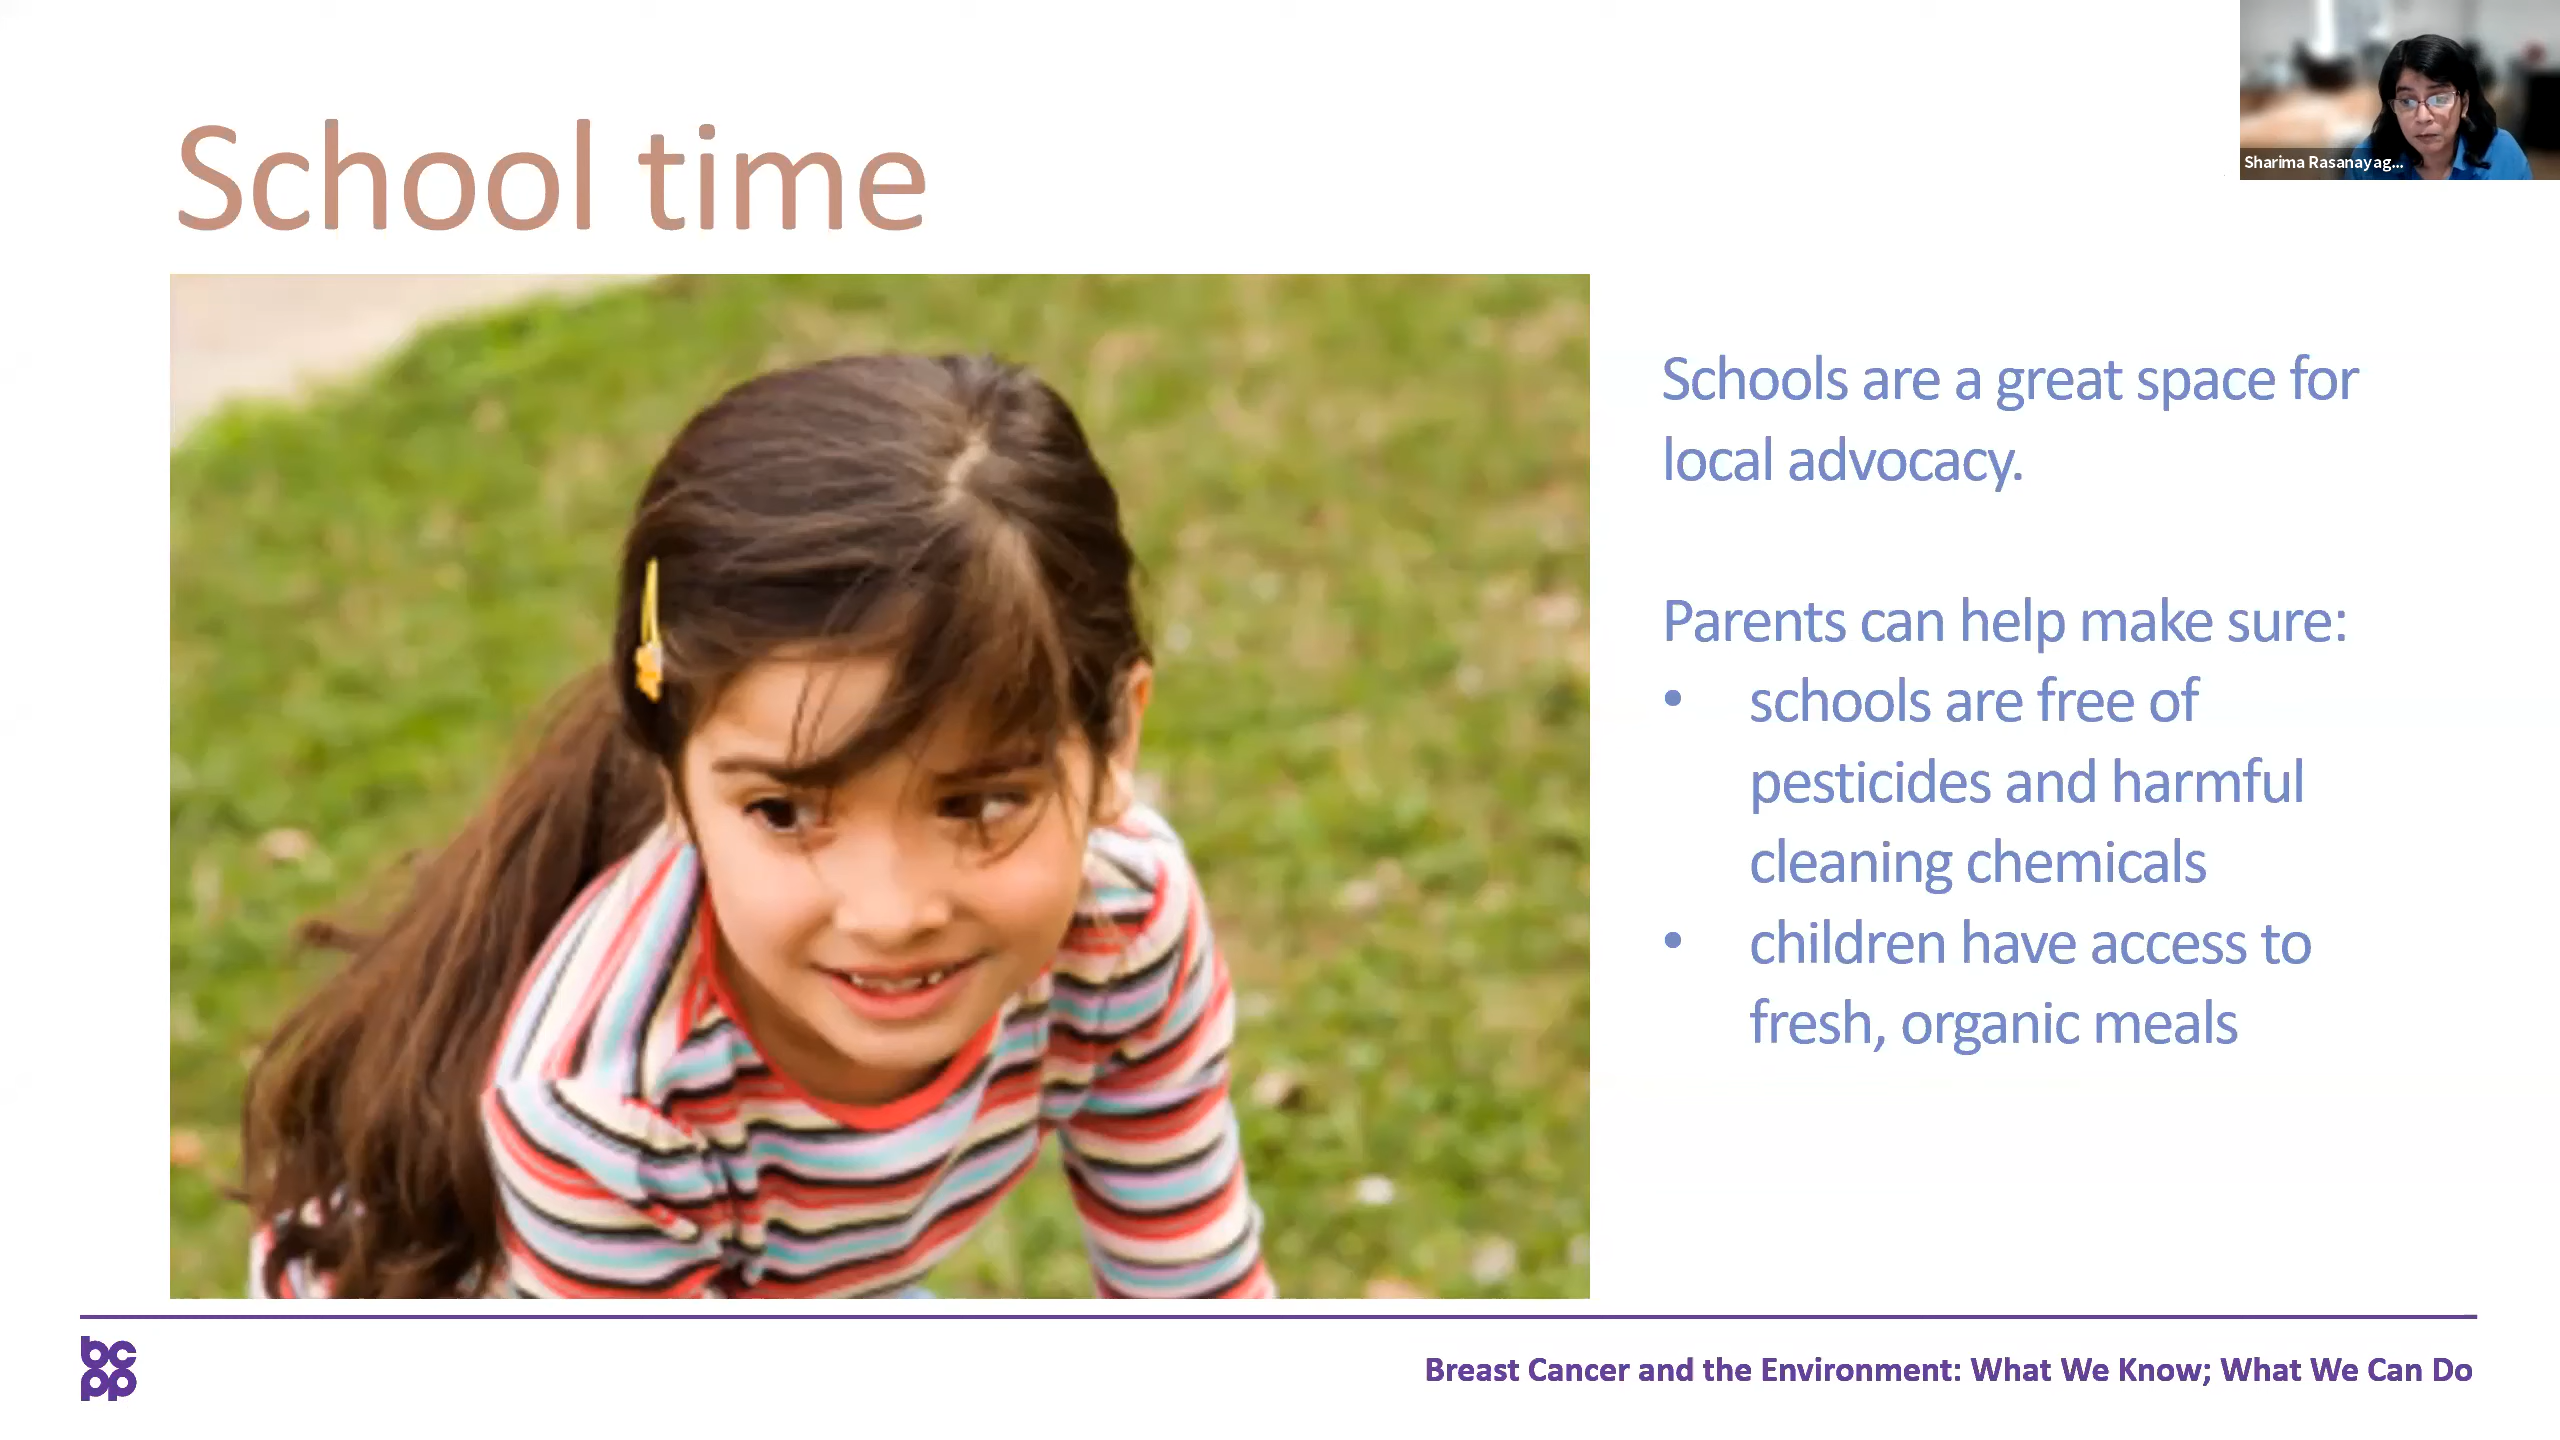 Sharima Rasanayag...
School time
Schools are a great space for
local advocacy.
Parents can help make sure:
• schools are free of
pesticides and harmful
cleaning chemicals
• children have access to
fresh, organic meals
bc
pp
Breast Cancer and the Environment: What We Know; What We Can Do